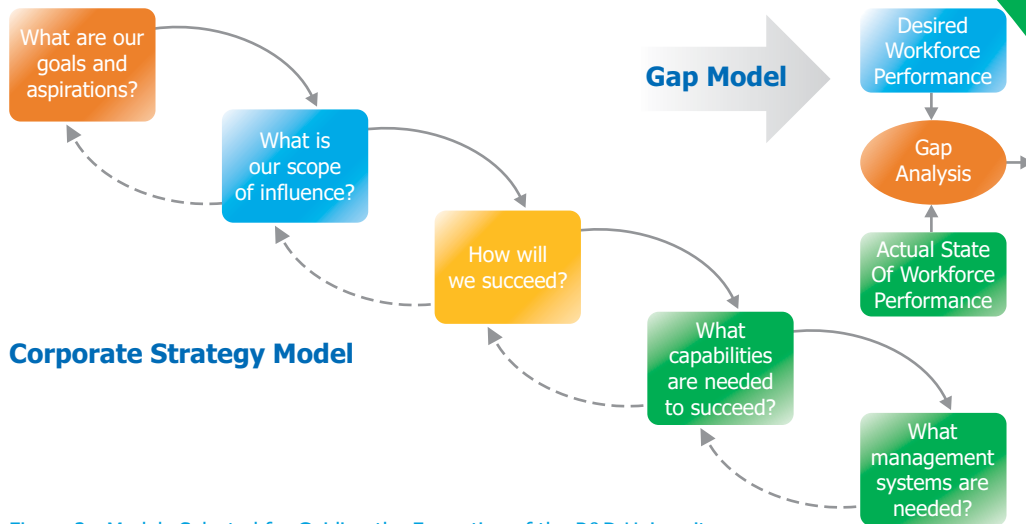 What are our
goals and
aspirations?
What is
our scope
of influence?
How will
we succeed?
What
capabilities
are needed
to succeed?
What
management
systems are
needed?
Corporate Strategy Model
Gap Model
Desired
Workforce
Performance
Gap
Analysis
Actual State
Of Workforce
Performance